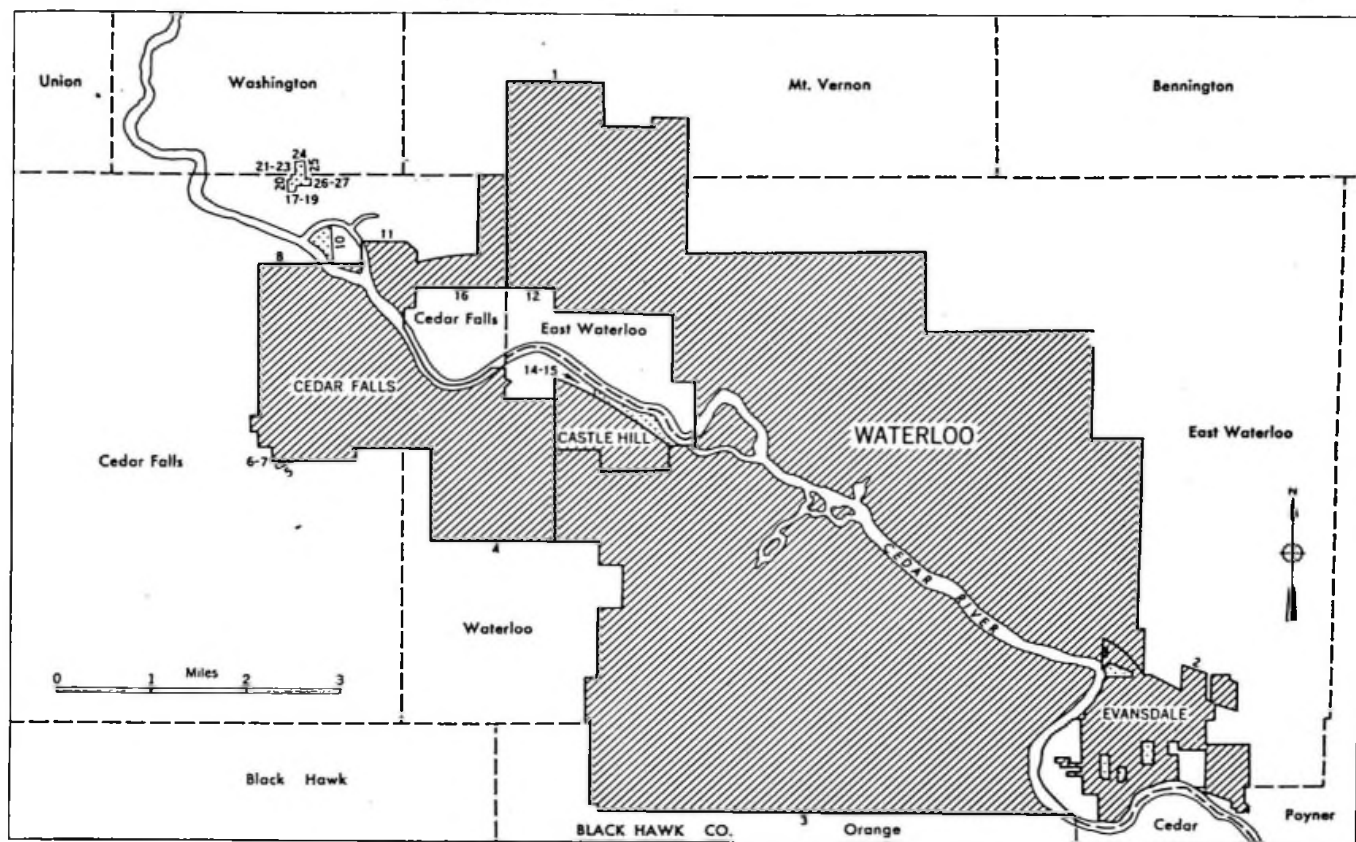 Union
Washington
1
Mt. Vernon
Bennington
24
21-23
25
20
26-27
17-19
10
11
8
16
12
Cedar Falls
East Waterloo
14-15
CEDAR FALLS
CASTLE HILL
WATERLOO
East Waterloo
Cedar Falls
6-7
N
4
CEDAR RIVER
Waterloo
Miles
0 1 2 3
2
EVANSDALE
Black Hawk
3
BLACK HAWK CO.
Orange
Cedar
Poyner